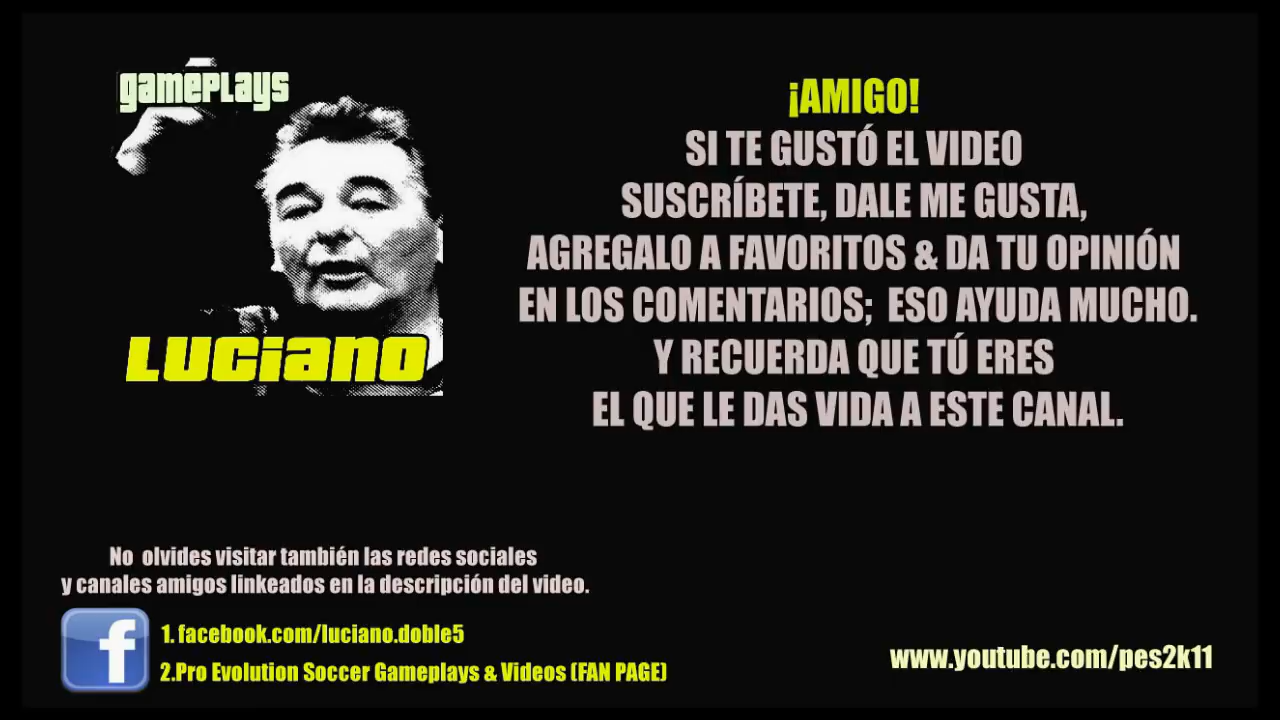 gamePLays
LUCiano
¡AMIGO!
SI TE GUSTÓ EL VIDEO
SUSCRÍBETE, DALE ME GUSTA,
AGREGALO A FAVORITOS & DA TU OPINIÓN
EN LOS COMENTARIOS; ESO AYUDA MUCHO.
Y RECUERDA QUE TÚ ERES
EL QUE LE DAS VIDA A ESTE CANAL.
No olvides visitar también las redes sociales
y canales amigos linkeados en la descripción del video.
f
1. facebook.com/luciano.doble5
2.Pro Evolution Soccer Gameplays & Videos (FAN PAGE)
www.youtube.com/pes2k11